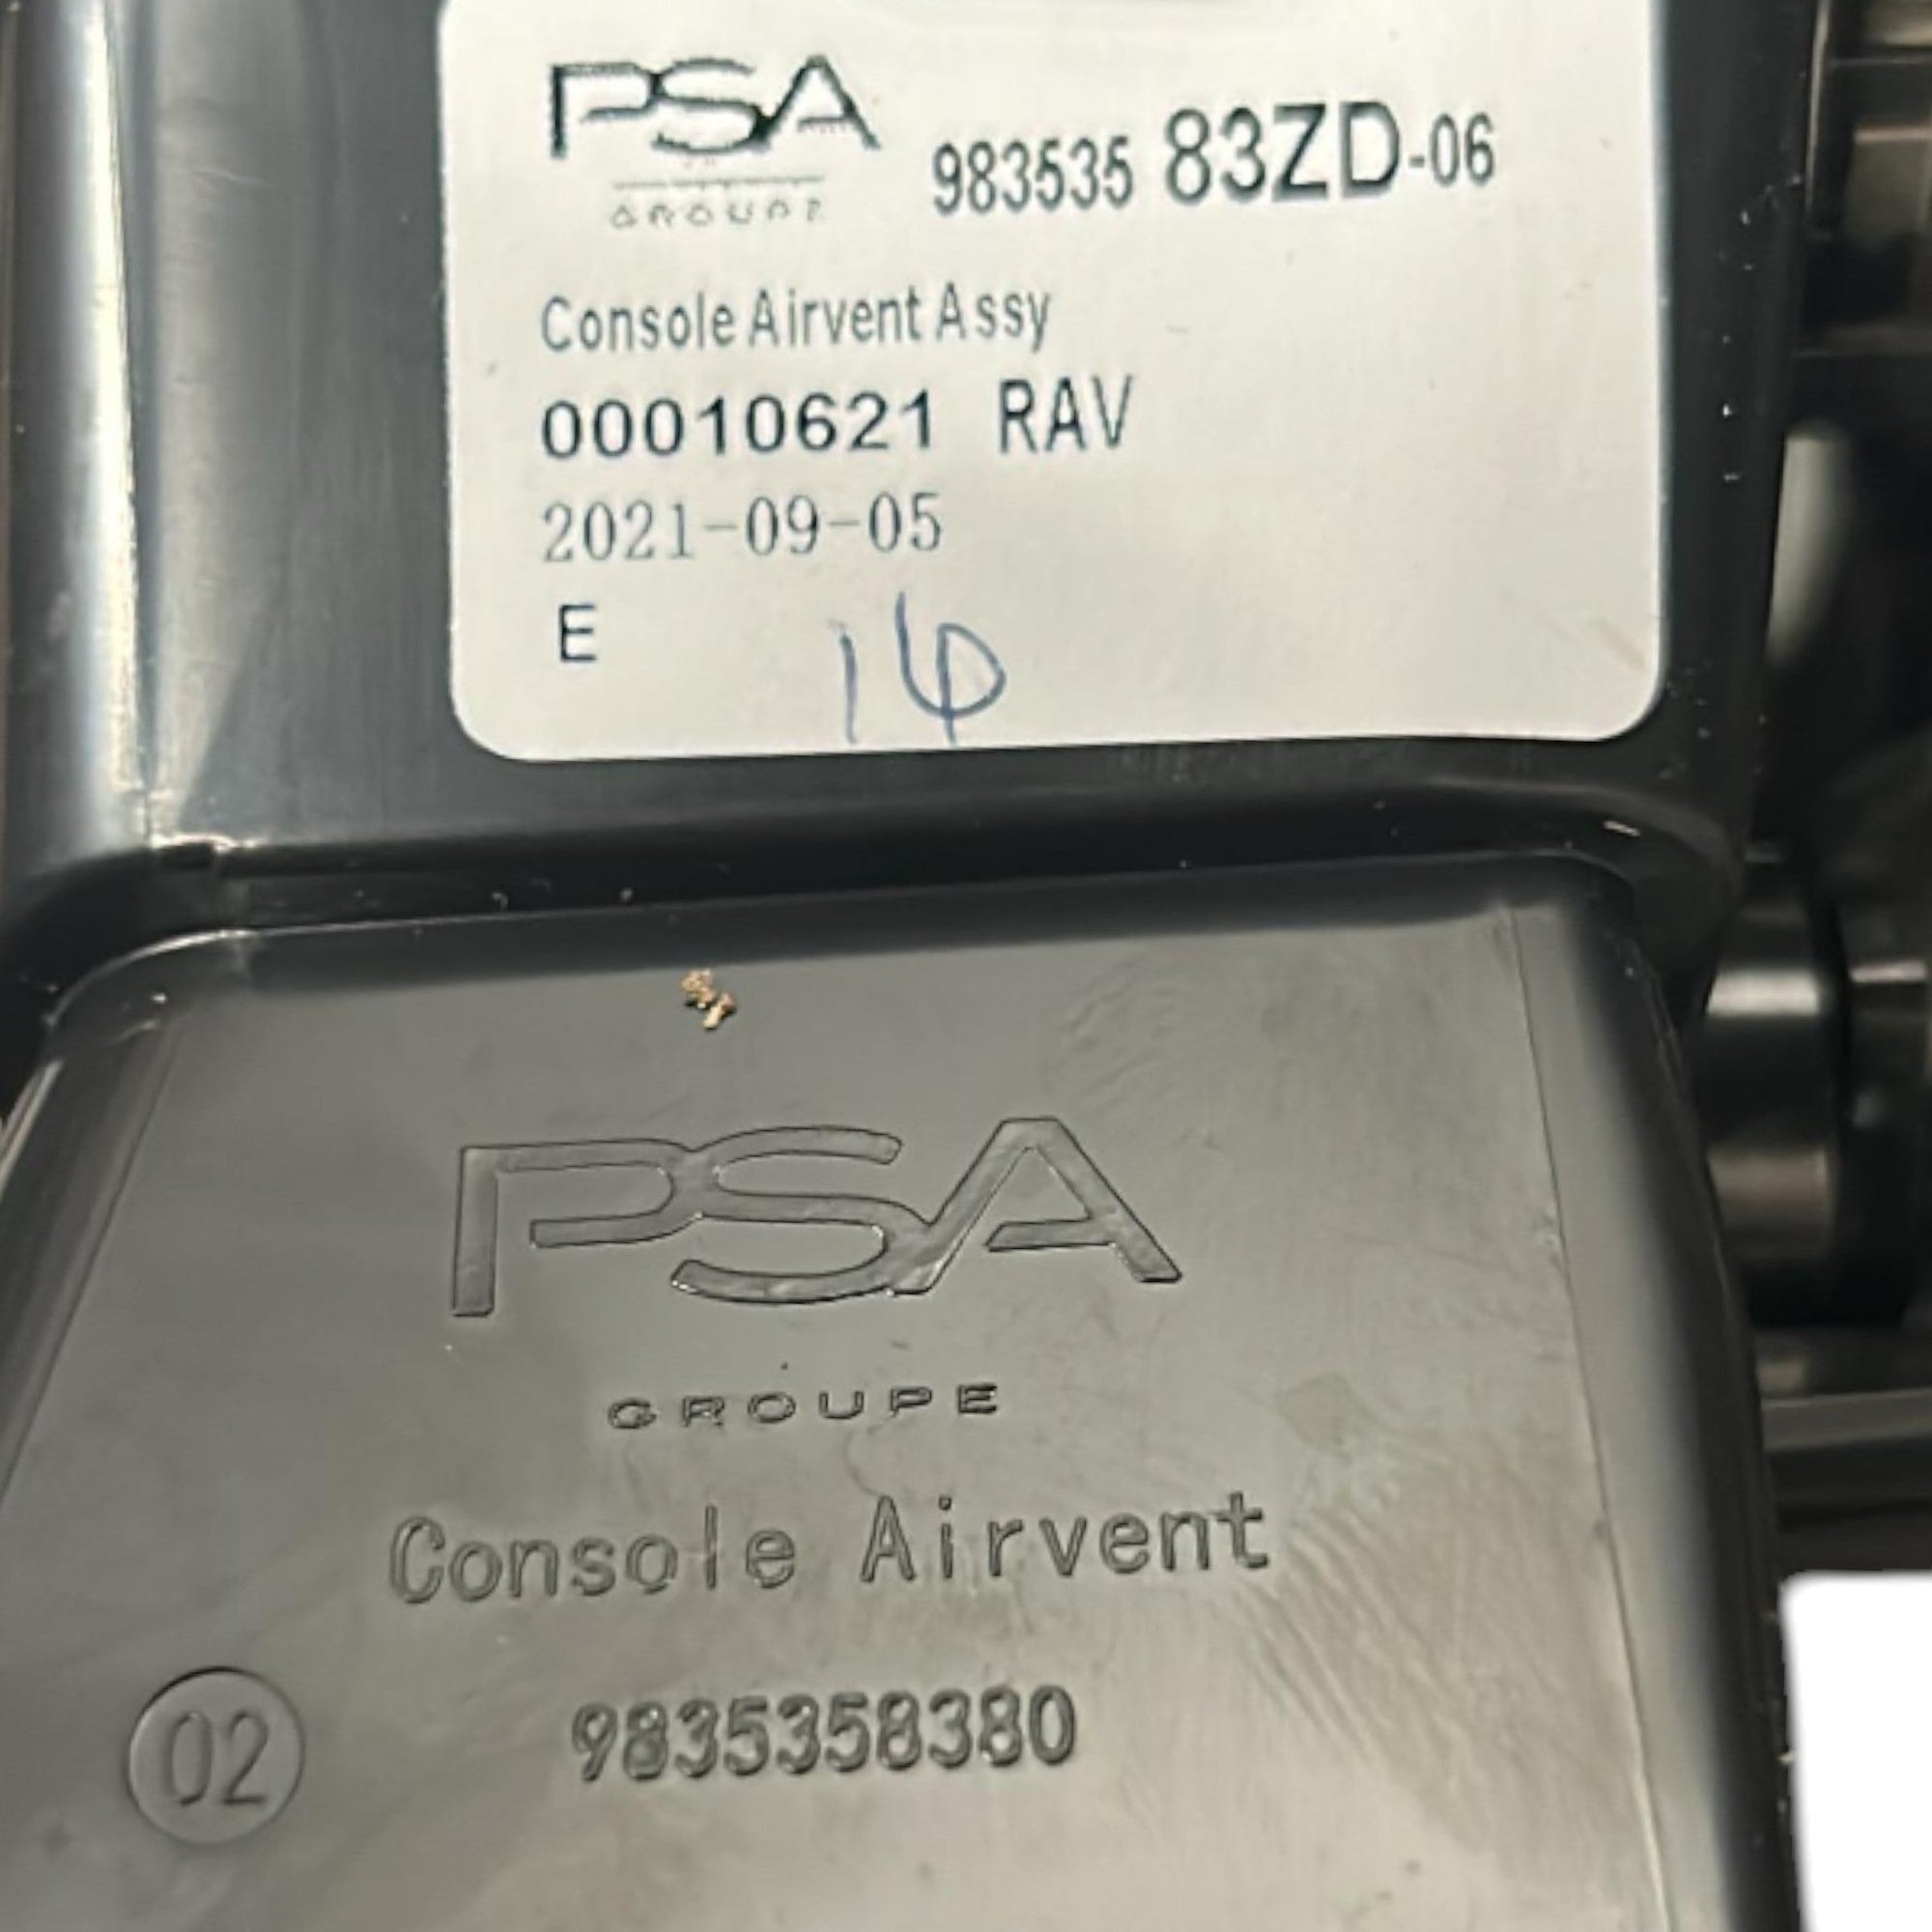 PSA
GROUPE
983535 83ZD-06
Console Airvent Assy
00010621 RAV
2021-09-05
E 16
PSA
GROUPE
Console Airvent
02 9835358380